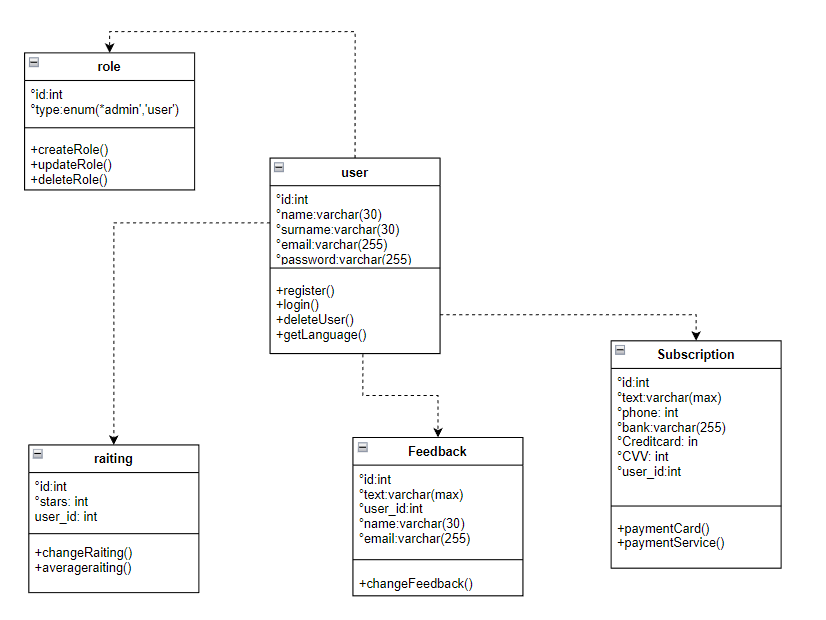 role
°id:int
°type:enum(*admin','user')
+createRole()
+updateRole()
+deleteRole()
user
°id:int
°name:varchar(30)
°surname:varchar(30)
°email:varchar(255)
°password:varchar(255)
+register()
+login()
+deleteUser()
+getLanguage()
Subscription
°id:int
°text:varchar(max)
°phone: int
°bank:varchar(255)
°Creditcard: in
°CVV: int
°user_id:int
+paymentCard()
+paymentService()
raiting
°id:int
°stars: int
user_id: int
+changeRaiting()
+averageraiting()
Feedback
°id:int
°text:varchar(max)
°user_id:int
°name:varchar(30)
°email:varchar(255)
+changeFeedback()